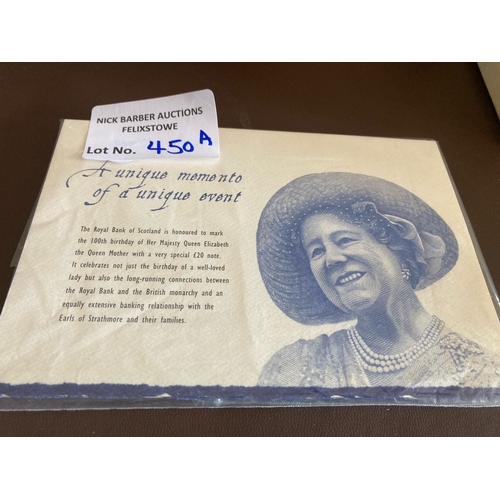 NICK BARBER AUCTIONS
FELIXSTOWE
Lot No. 450 A
A unique memento
of a unique event
The Royal Bank of Scotland is honoured to mark
the 100th birthday of Her Majesty Queen Elizabeth
the Queen Mother with a very special £20 note.
It celebrates not just the birthday of a well-loved
lady but also the long-running connections between
the Royal Bank and the British monarchy and an
equally extensive banking relationship with the
Earls of Strathmore and their families.